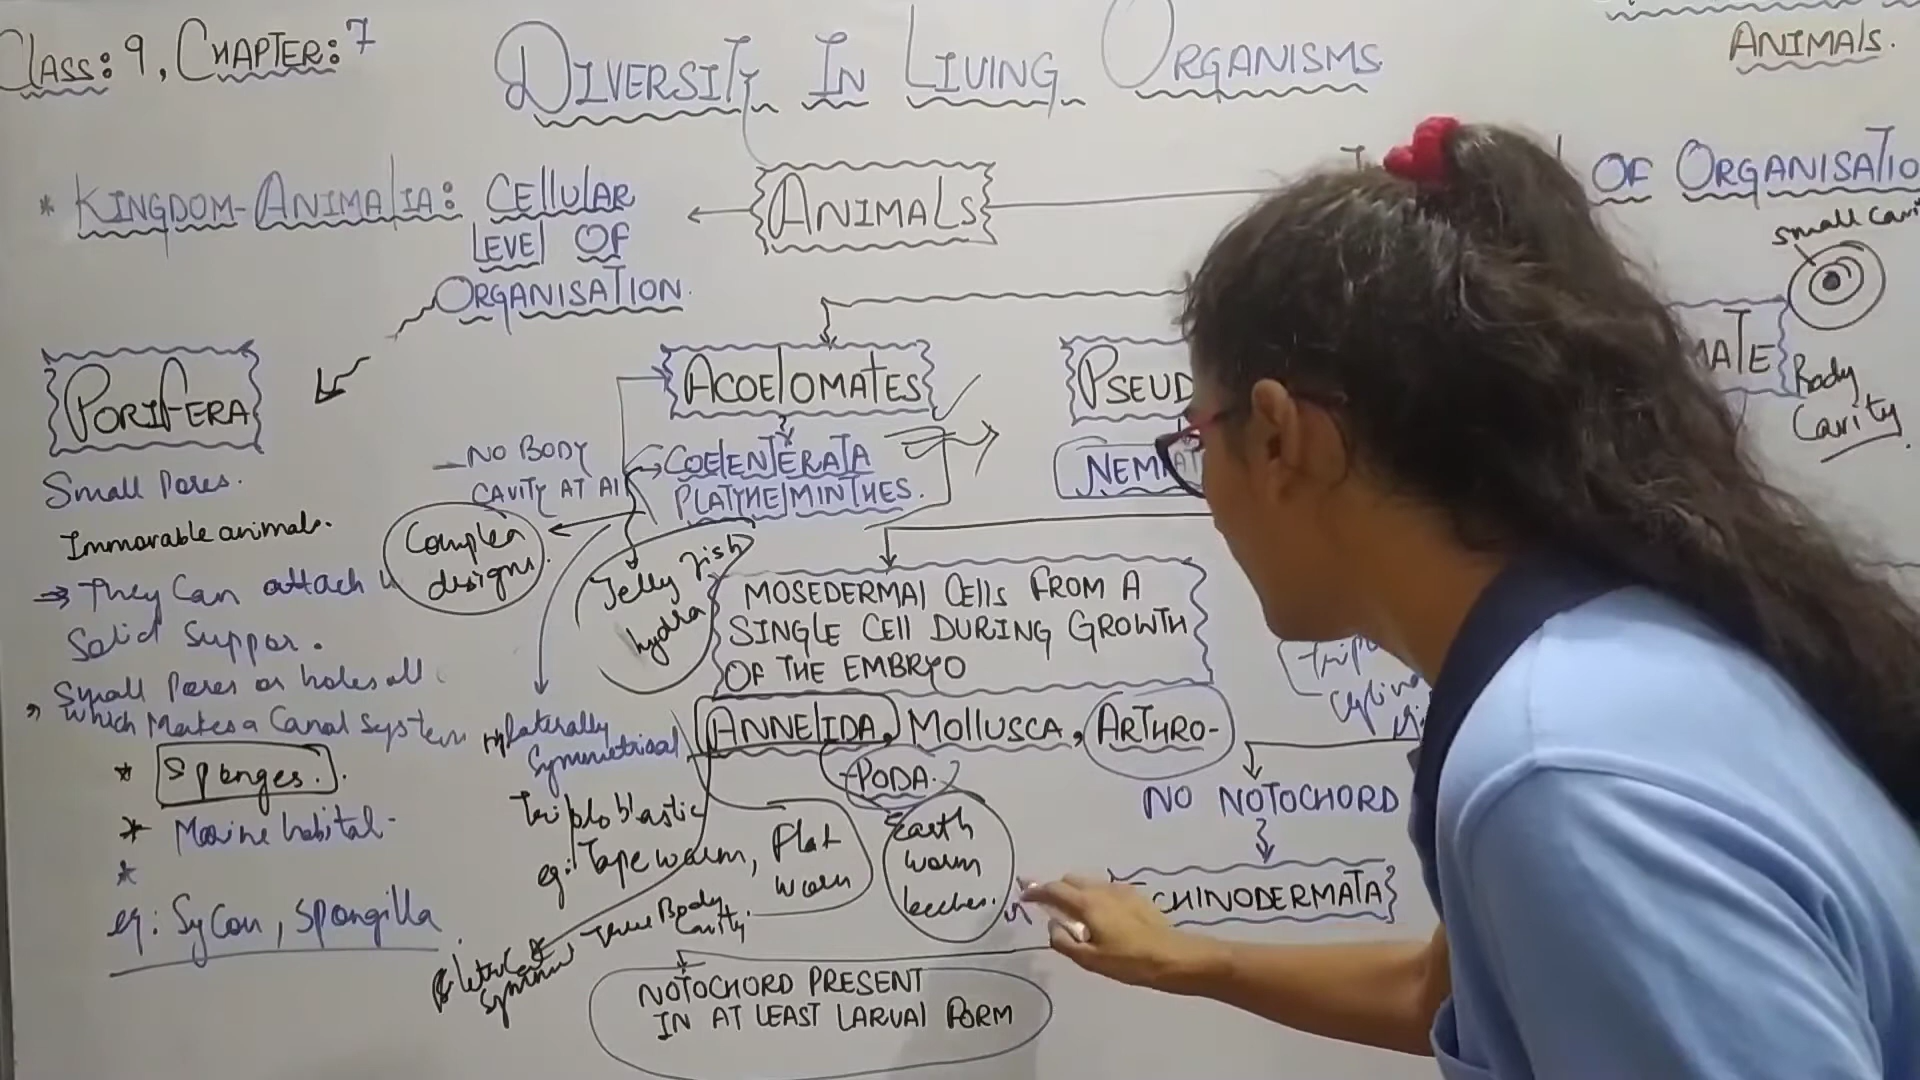 CLASS: 9, CHAPTER: 7
DIVERSITY IN LIVING ORGANISMS
ANIMALS.
* KINGDOM-ANIMALIA: CELLULAR
LEVEL OF
ORGANISATION.
ANIMALS
OF ORGANISATIO
small cavi
Body
Cavity
PORIFERA
Small Pores.
Immovable animals.
⇒ They Can attach
Solid Suppor.
Small Pores or holes all
which Makes a Canal System
* Sponges.
* Marine habital-
*
eg: Sycon, Spongilla
ACOELOMATES
- NO BODY
CAVITY AT Al
COELENTERATA
PLATYHELMINTHES.
Complex
designs.
Jelly fish
hydra
PSEUD
NEMAT
MATE
MOSEDERMAL CELLS FROM A
SINGLE CELL DURING GROWTH
OF THE EMBRYO
ANNELIDA, MOLLUSCA, ARTHRO-
-PODA.
laterally
Symmetrical
Triploblastic
eg: Tapeworm, Flat
worm
Earth
worm
leeches.
True Body
Cavity.
NO NOTOCHORD
CHINODERMATA
NOTOCHORD PRESENT
IN AT LEAST LARVAL FORM